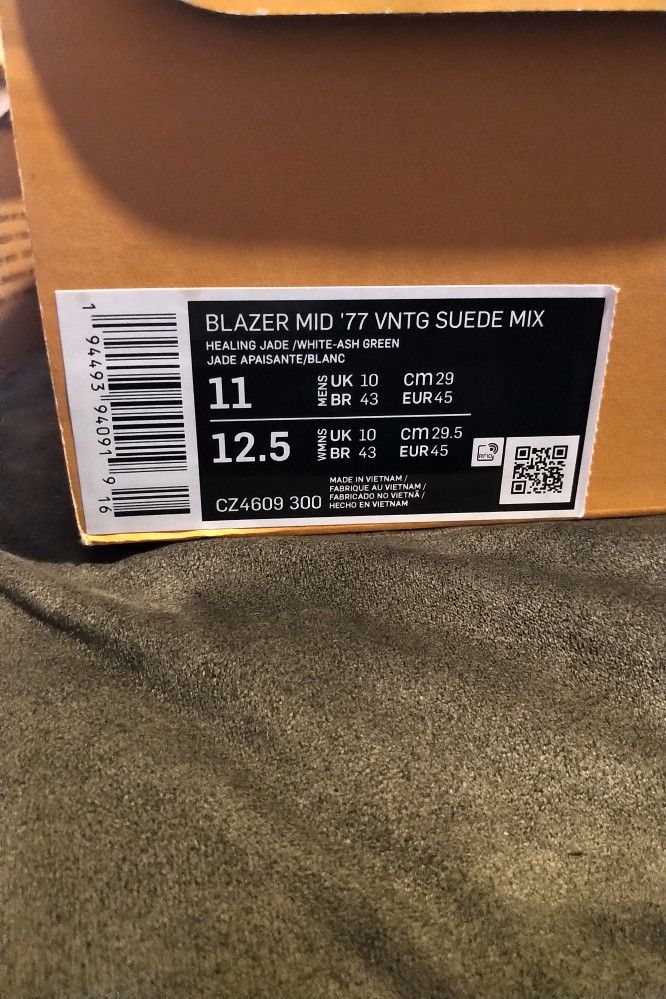 1 94493 94091 9 16
BLAZER MID '77 VNTG SUEDE MIX
HEALING JADE /WHITE-ASH GREEN
JADE APAISANTE/BLANC
11 MENS UK 10 cm 29
BR 43 EUR 45
12.5 WMNS UK 10 cm 29.5
BR 43 EUR 45
RFID
CZ4609 300
MADE IN VIETNAM /
FABRIQUE AU VIETNAM /
FABRICADO NO VIETNÃ /
HECHO EN VIETNAM